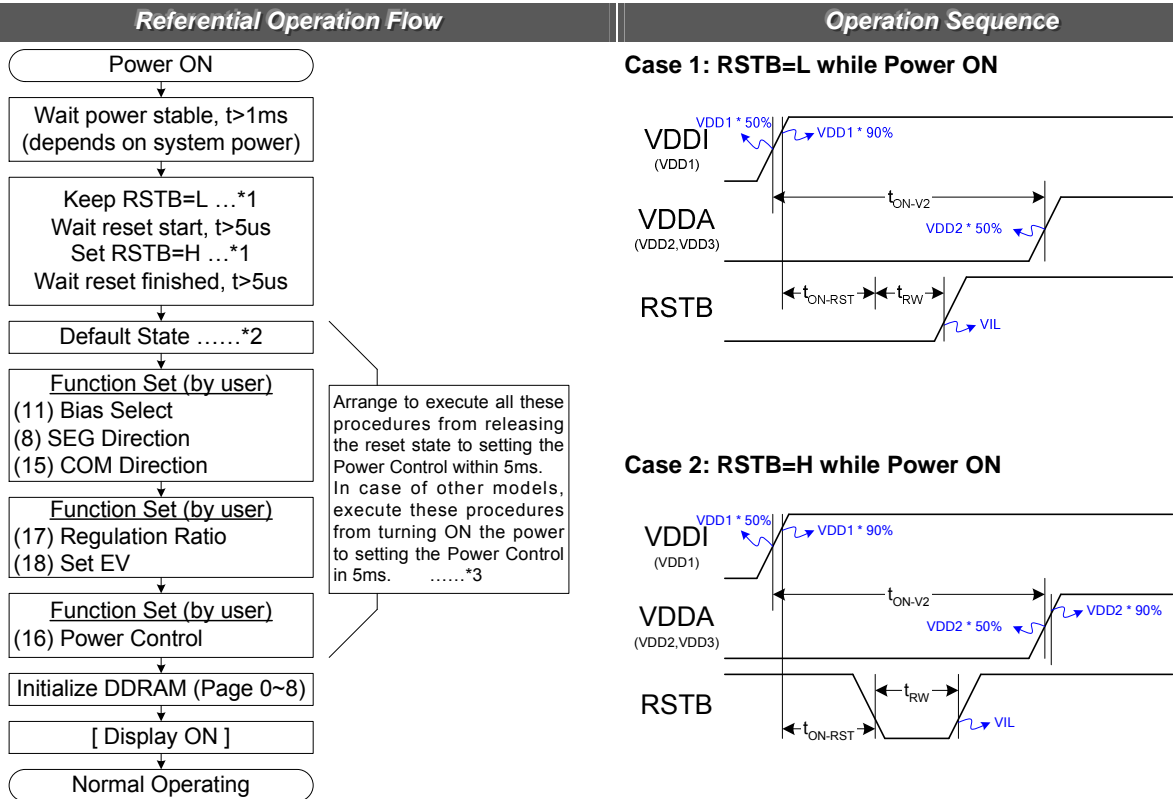 Referential Operation Flow
Power ON
Wait power stable, t>1ms
(depends on system power)
Keep RSTB=L …*1
Wait reset start, t>5us
Set RSTB=H …*1
Wait reset finished, t>5us
Default State ……*2
Function Set (by user)
(11) Bias Select
(8) SEG Direction
(15) COM Direction
Function Set (by user)
(17) Regulation Ratio
(18) Set EV
Function Set (by user)
(16) Power Control
Initialize DDRAM (Page 0~8)
[ Display ON ]
Normal Operating
Arrange to execute all these
procedures from releasing
the reset state to setting the
Power Control within 5ms.
In case of other models,
execute these procedures
from turning ON the power
to setting the Power Control
in 5ms. ……*3
Operation Sequence
Case 1: RSTB=L while Power ON
VDD1 * 50%
VDD1 * 90%
VDDI
(VDD1)
tON-V2
VDDA
(VDD2,VDD3)
VDD2 * 50%
tON-RST
tRW
RSTB
VIL
Case 2: RSTB=H while Power ON
VDD1 * 50%
VDD1 * 90%
VDDI
(VDD1)
tON-V2
VDDA
(VDD2,VDD3)
VDD2 * 50%
VDD2 * 90%
RSTB
tRW
tON-RST
VIL